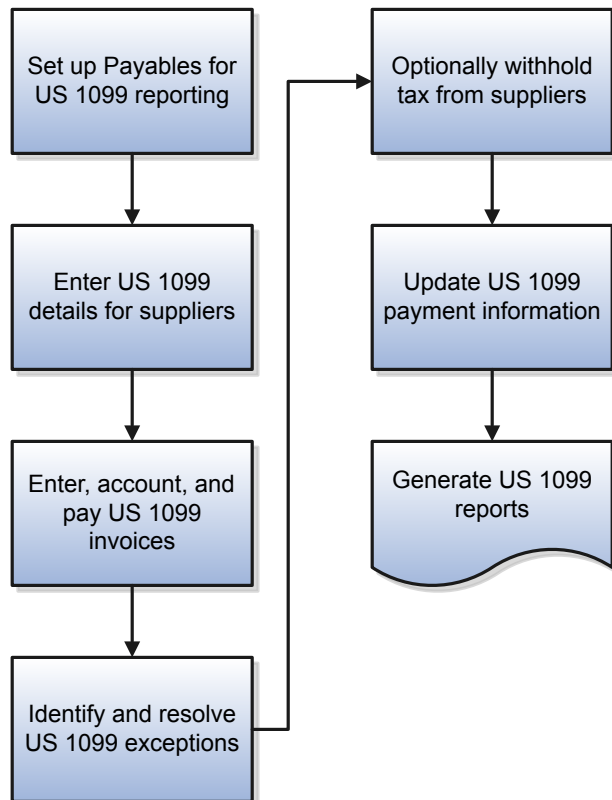 Set up Payables for
US 1099 reporting
Enter US 1099
details for suppliers
Enter, account, and
pay US 1099
invoices
Identify and resolve
US 1099 exceptions
Optionally withhold
tax from suppliers
Update US 1099
payment information
Generate US 1099
reports